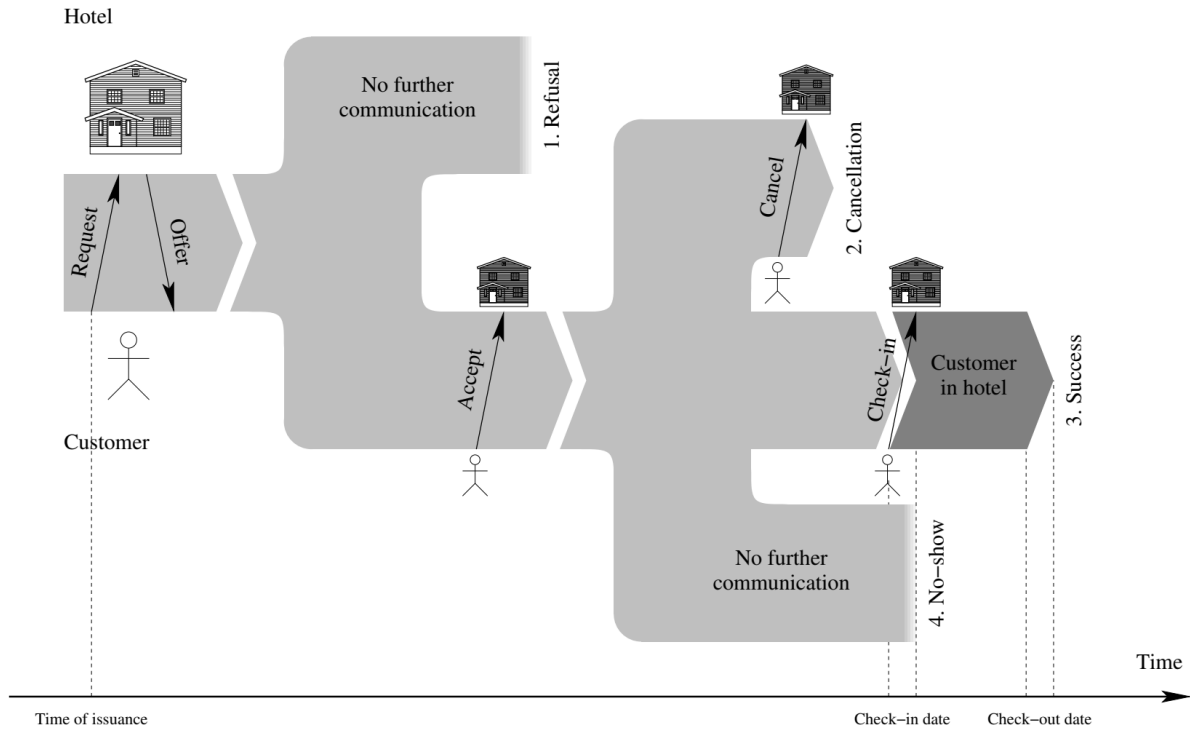 Hotel
No further
communication
1. Refusal
Request
Offer
Cancel
2. Cancellation
Accept
Check−in
Customer
in hotel
3. Success
Customer
No further
communication
4. No−show
Time
Time of issuance
Check−in date
Check−out date